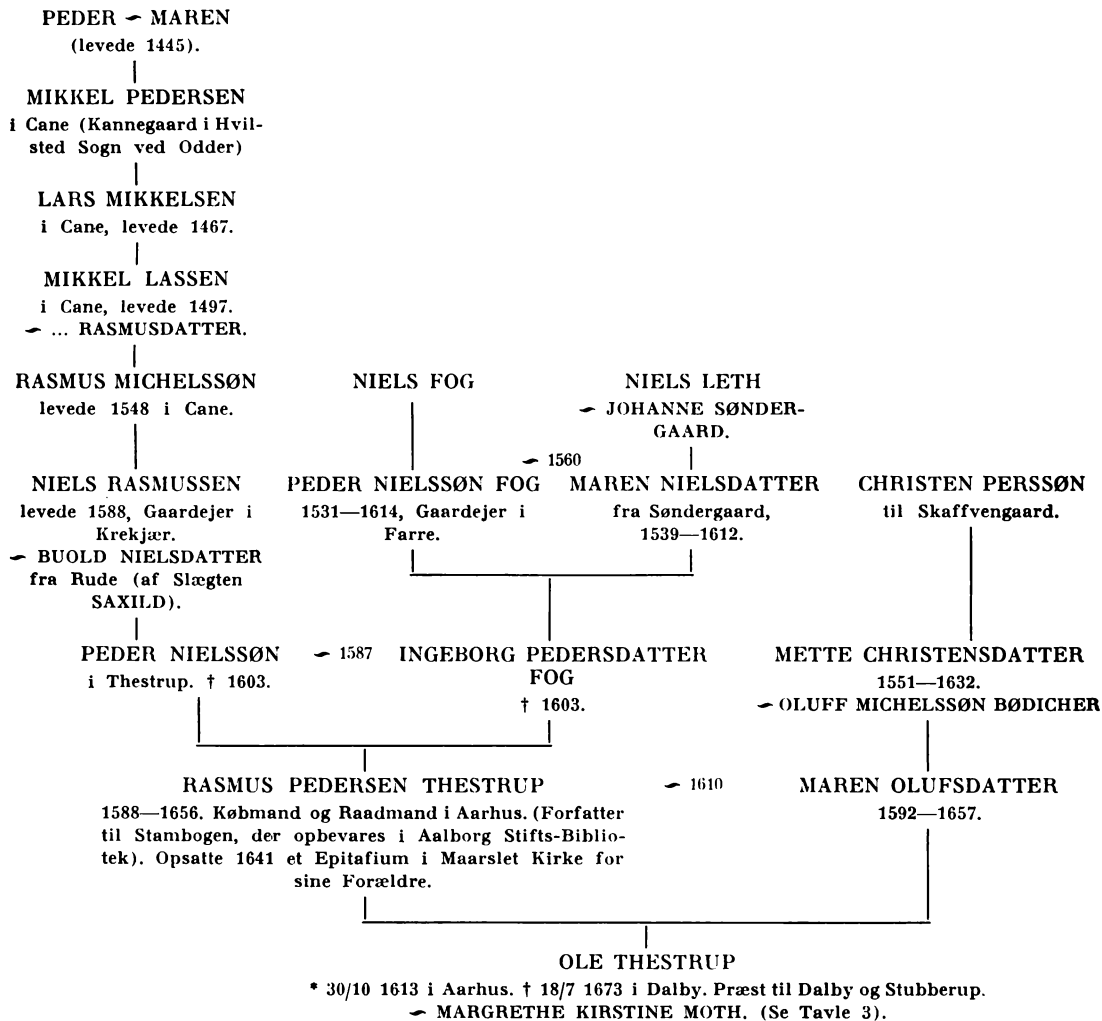 PEDER ⚭ MAREN
(levede 1445).
MIKKEL PEDERSEN
i Cane (Kannegaard i Hvil-
sted Sogn ved Odder)
LARS MIKKELSEN
i Cane, levede 1467.
MIKKEL LASSEN
i Cane, levede 1497.
⚭ ... RASMUSDATTER.
RASMUS MICHELSSØN
levede 1548 i Cane.
NIELS FOG
NIELS LETH
⚭ JOHANNE SØNDER-
GAARD.
⚭ 1560
NIELS RASMUSSEN
levede 1588, Gaardejer i
Krekjær.
⚭ BUOLD NIELSDATTER
fra Rude (af Slægten
SAXILD).
PEDER NIELSSØN FOG
1531—1614, Gaardejer i
Farre.
MAREN NIELSDATTER
fra Søndergaard,
1539—1612.
CHRISTEN PERSSØN
til Skaffvengaard.
PEDER NIELSSØN
i Thestrup. † 1603.
⚭ 1587
INGEBORG PEDERSDATTER
FOG
† 1603.
METTE CHRISTENSDATTER
1551—1632.
⚭ OLUFF MICHELSSØN BØDICHER
RASMUS PEDERSEN THESTRUP
1588—1656. Købmand og Raadmand i Aarhus. (Forfatter
til Stambogen, der opbevares i Aalborg Stifts-Biblio-
tek). Opsatte 1641 et Epitafium i Maarslet Kirke for
sine Forældre.
⚭ 1610
MAREN OLUFSDATTER
1592—1657.
OLE THESTRUP
* 30/10 1613 i Aarhus. † 18/7 1673 i Dalby. Præst til Dalby og Stubberup.
⚭ MARGRETHE KIRSTINE MOTH. (Se Tavle 3).